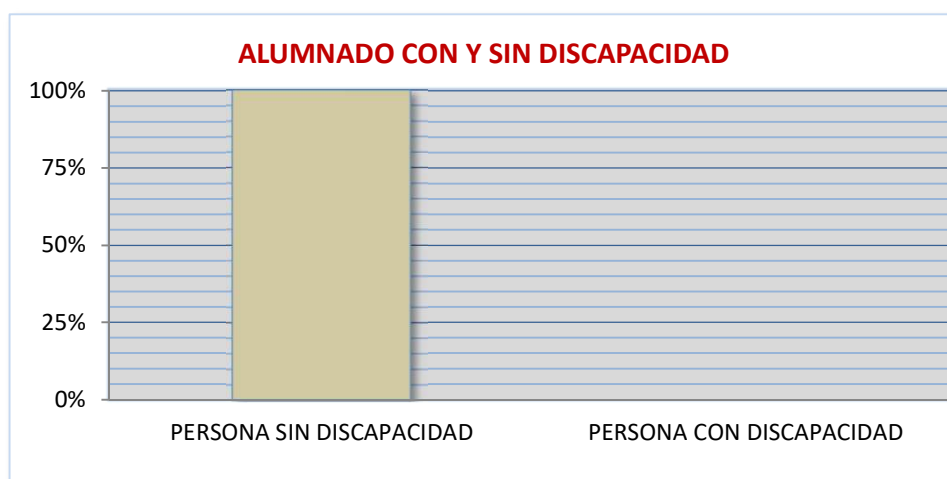 ALUMNADO CON Y SIN DISCAPACIDAD
100%
75%
50%
25%
0%
PERSONA SIN DISCAPACIDAD
PERSONA CON DISCAPACIDAD